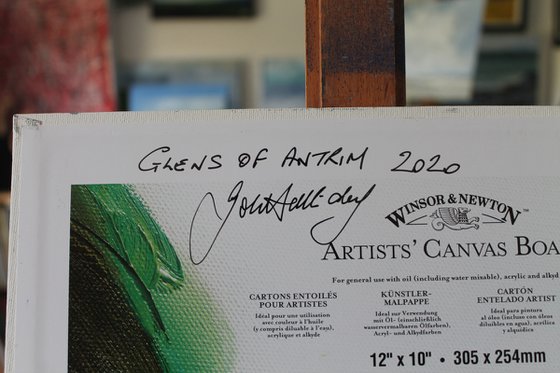 GLENS OF ANTRIM 2020
WINSOR & NEWTON™
ARTISTS' CANVAS BOA
For general use with oil (including water mixable), acrylic and alkyd
CARTONS ENTOILÉS
POUR ARTISTES
Idéal pour une utilisation
avec couleur à l'huile
(y compris diluable à l'eau),
acrylique et alkyde
KÜNSTLER-
MALPAPPE
Ideal zur Verwendung
mit Öl- (einschließlich
wasservermalbaren Ölfarben),
Acryl- und Alkydfarben
CARTÓN
ENTELADO ARTIST
Ideal para pintura
al óleo (incluso con óleos
diluibles en agua), acrílica
y alquídica
12" x 10" • 305 x 254mm